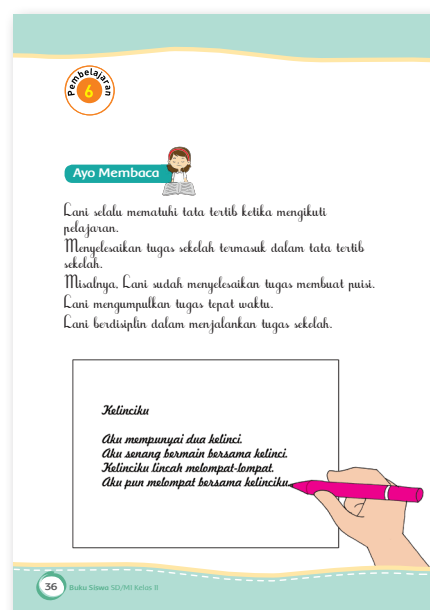 Pembelajaran
6
Ayo Membaca
Lani selalu mematuhi tata tertib ketika mengikuti
pelajaran.
Menyelesaikan tugas sekolah termasuk dalam tata tertib
sekolah.
Misalnya, Lani sudah menyelesaikan tugas membuat puisi.
Lani mengumpulkan tugas tepat waktu.
Lani berdisiplin dalam menjalankan tugas sekolah.
Kelinciku
Aku mempunyai dua kelinci.
Aku senang bermain bersama kelinci.
Kelinciku lincah melompat-lompat.
Aku pun melompat bersama kelinciku.
36 Buku Siswa SD/MI Kelas II